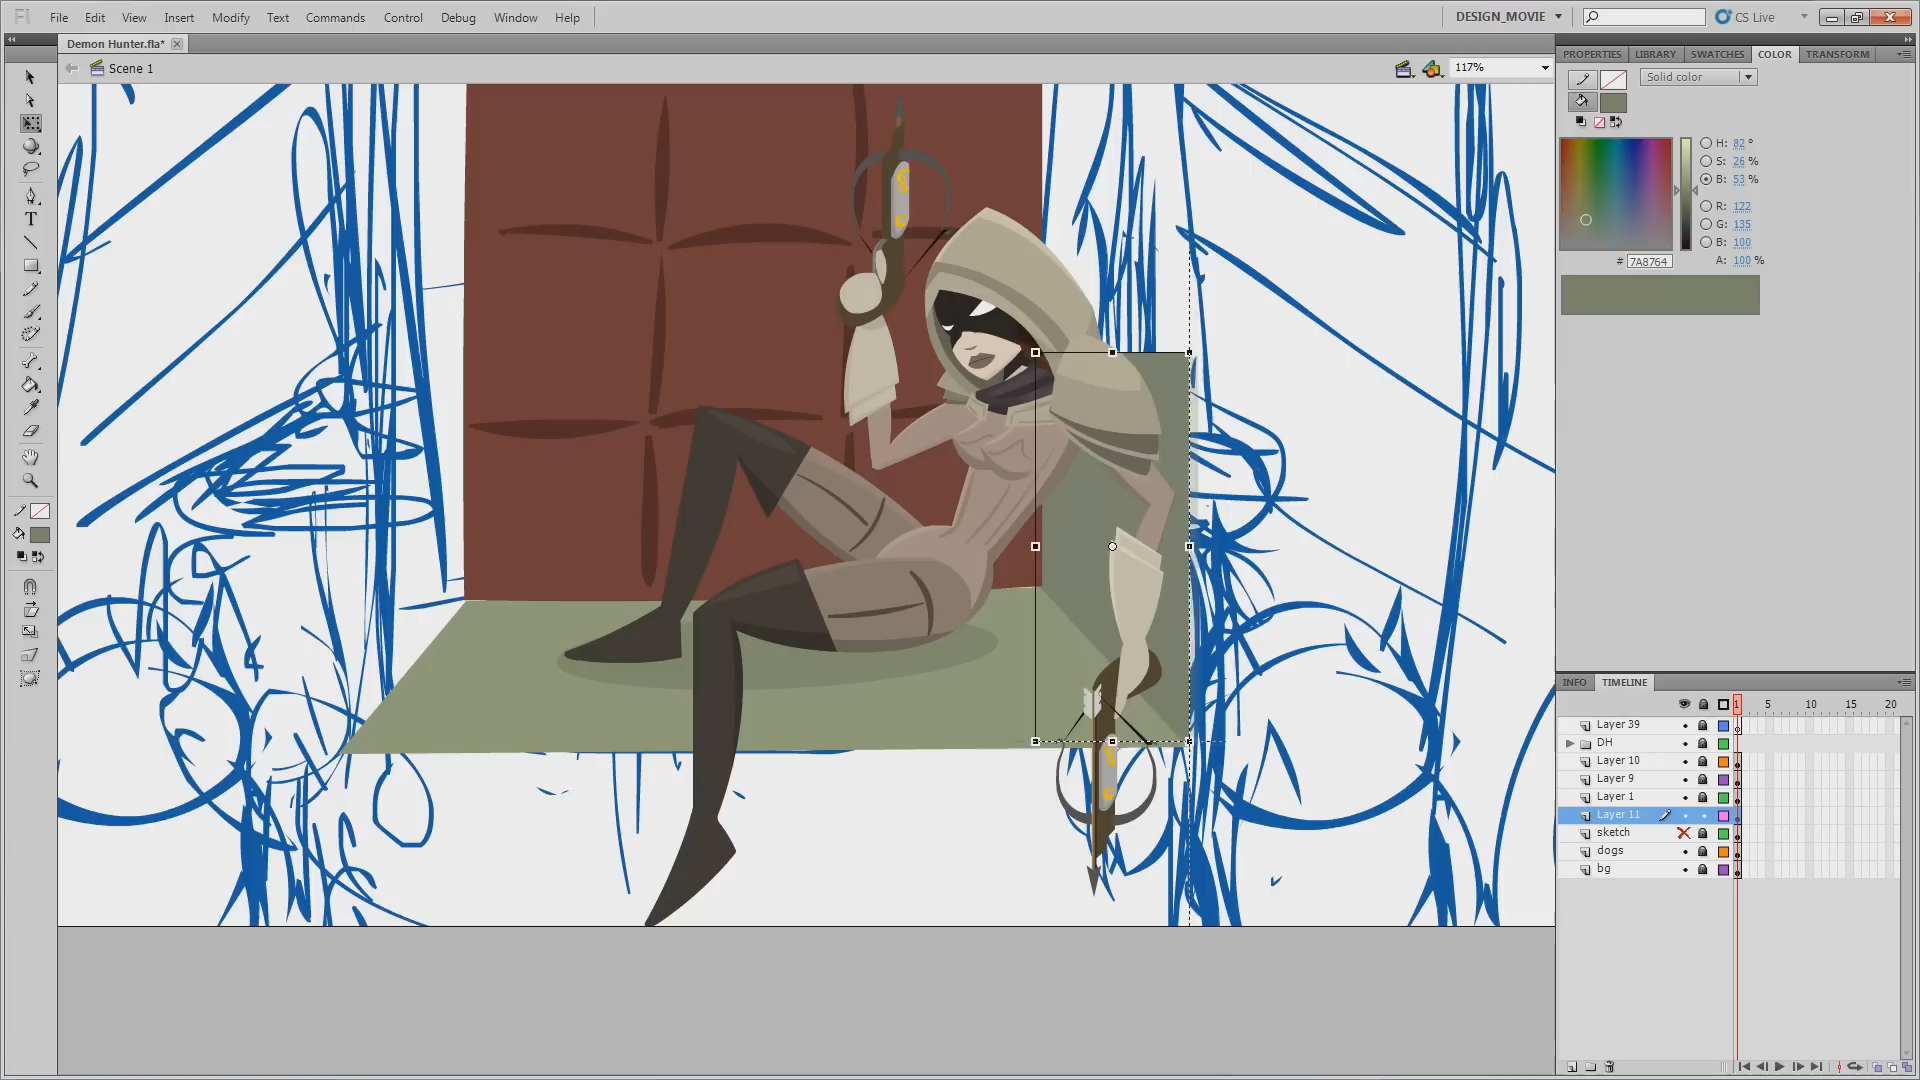 Fl File Edit View Insert Modify Text Commands Control Debug Window Help DESIGN_MOVIE CS Live
Demon Hunter.fla*
Scene 1
117%
PROPERTIES LIBRARY SWATCHES COLOR TRANSFORM
Solid color
H: 82 °
S: 26 %
B: 53 %
R: 122
G: 135
B: 100
# 7A8764
A: 100 %
T
INFO TIMELINE
1 5 10 15 20
Layer 39
DH
Layer 10
Layer 9
Layer 1
Layer 11
sketch
dogs
bg